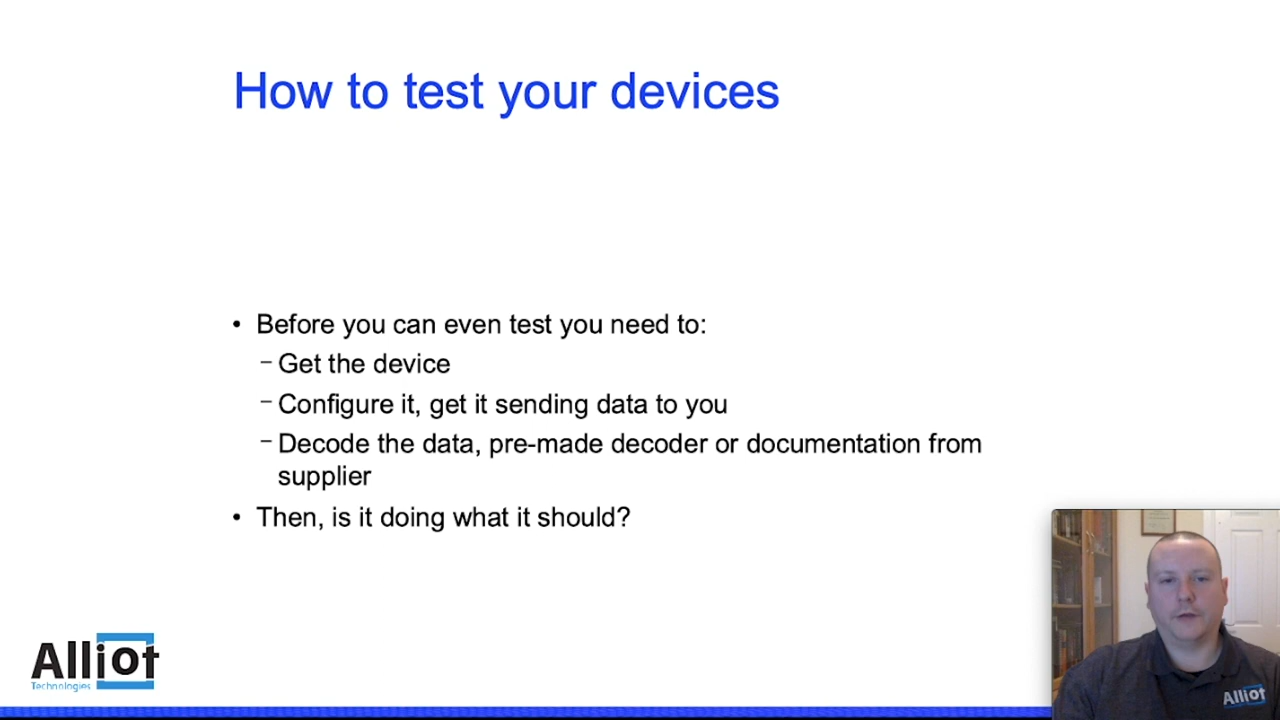 How to test your devices
• Before you can even test you need to:
– Get the device
– Configure it, get it sending data to you
– Decode the data, pre-made decoder or documentation from
supplier
• Then, is it doing what it should?
Alliot
Technologies
Alliot